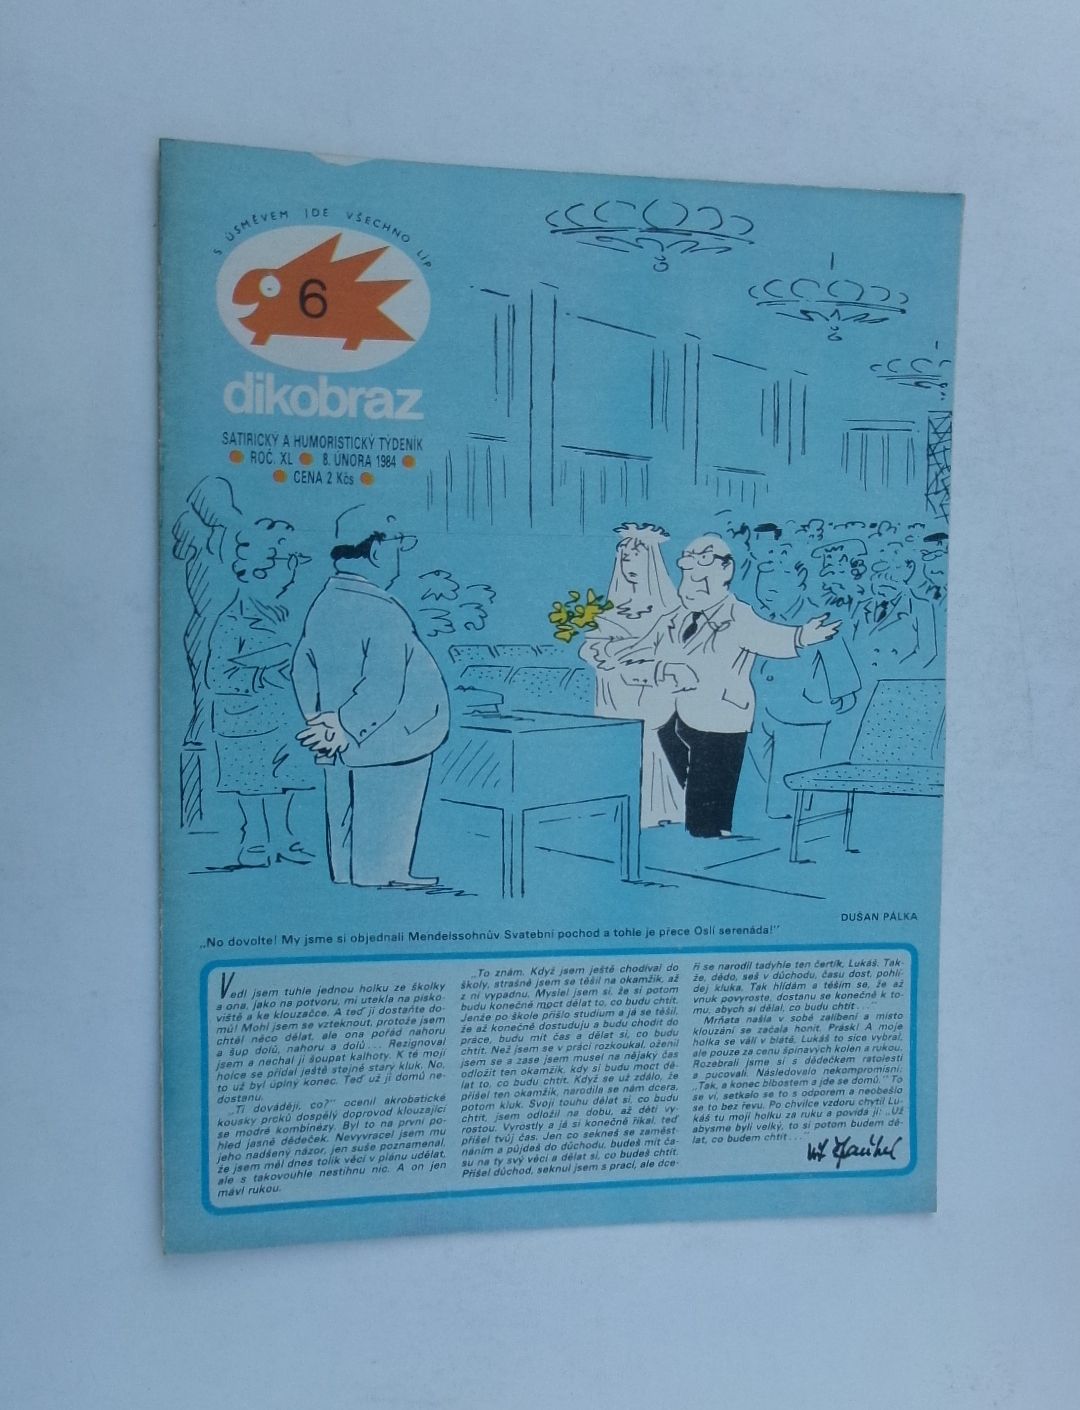 S ÚSMĚVEM JDE VŠECHNO LÍP
6
dikobraz
SATIRICKÝ A HUMORISTICKÝ TÝDENÍK
ROČ. XL 8. ÚNORA 1984
CENA 2 Kčs
DUŠAN PÁLKA
„No dovolte! My jsme si objednali Mendelssohnův Svatební pochod a tohle je přece Oslí serenáda!"
Vedl jsem tuhle jednou holku ze školky
a ona, jako na potvoru, mi utekla na písko-
viště a ke klouzačce. A teď ji dostaňte do-
mů! Mohl jsem se vzteknout, protože jsem
chtěl něco dělat, ale ona pořád nahoru
a šup dolů, nahoru a dolů... Rezignoval
jsem a nechal ji šoupat kalhoty. K té mojí
holce se přidal ještě stejně starý kluk. No,
to už byl úplný konec. Teď už ji domů ne-
dostanu.
„Ti dovádějí, co?" ocenil akrobatické
kousky prcků dospělý doprovod klouzající
se modré kombinézy. Byl to na první po-
hled jasně dědeček. Nevyvracel jsem mu
jeho nadšený názor, jen suše poznamenal,
že jsem měl dnes tolik věcí v plánu udělat,
ale s takovouhle nestihnu nic. A on jen
mávl rukou.
„To znám. Když jsem ještě chodíval do
školy, strašně jsem se těšil na okamžik, až
z ní vypadnu. Myslel jsem si, že si potom
budu konečně moct dělat to, co budu chtít.
Jenže po škole přišlo studium a já se těšil,
že až konečně dostuduju a budu chodit do
práce, budu mít čas a dělat si, co budu
chtít. Než jsem se v práci rozkoukal, oženil
jsem se a zase jsem musel na nějaký čas
odložit ten okamžik, kdy si budu moct dě-
lat to, co budu chtít. Když se už zdálo, že
přišel ten okamžik, narodila se nám dcera,
potom kluk. Svoji touhu dělat si, co budu
chtít, jsem odložil na dobu, až děti vy-
rostou. Vyrostly a já si konečně říkal, teď
přišel tvůj čas. Jen co sekneš se zaměst-
náním a půjdeš do důchodu, budeš mít ča-
su na ty svý věci a dělat si, co budeš chtít.
Přišel důchod, seknul jsem s prací, ale dce-
ři se narodil tadyhle ten čertík, Lukáš. Tak-
že, dědo, seš v důchodu, času dost, pohlí-
dej kluka. Tak hlídám a těším se, že až
vnuk povyroste, dostanu se konečně k to-
mu, abych si dělal, co budu chtít..."
Mrňata našla v sobě zalíbení a místo
klouzání se začala honit. Prásk! A moje
holka se válí v blátě. Lukáš to sice vybral,
ale pouze za cenu špinavých kolen a rukou.
Rozebrali jsme si s dědečkem ratolesti
a pucovali. Následovalo nekompromisní:
„Tak, a konec blbostem a jde se domů." To
se ví, setkalo se to s odporem a neobešlo
se to bez řevu. Po chvilce vzdoru chytil Lu-
káš tu moji holku za ruku a povídá jí: „Už
abysme byli velký, to si potom budem dě-
lat, co budem chtít..."